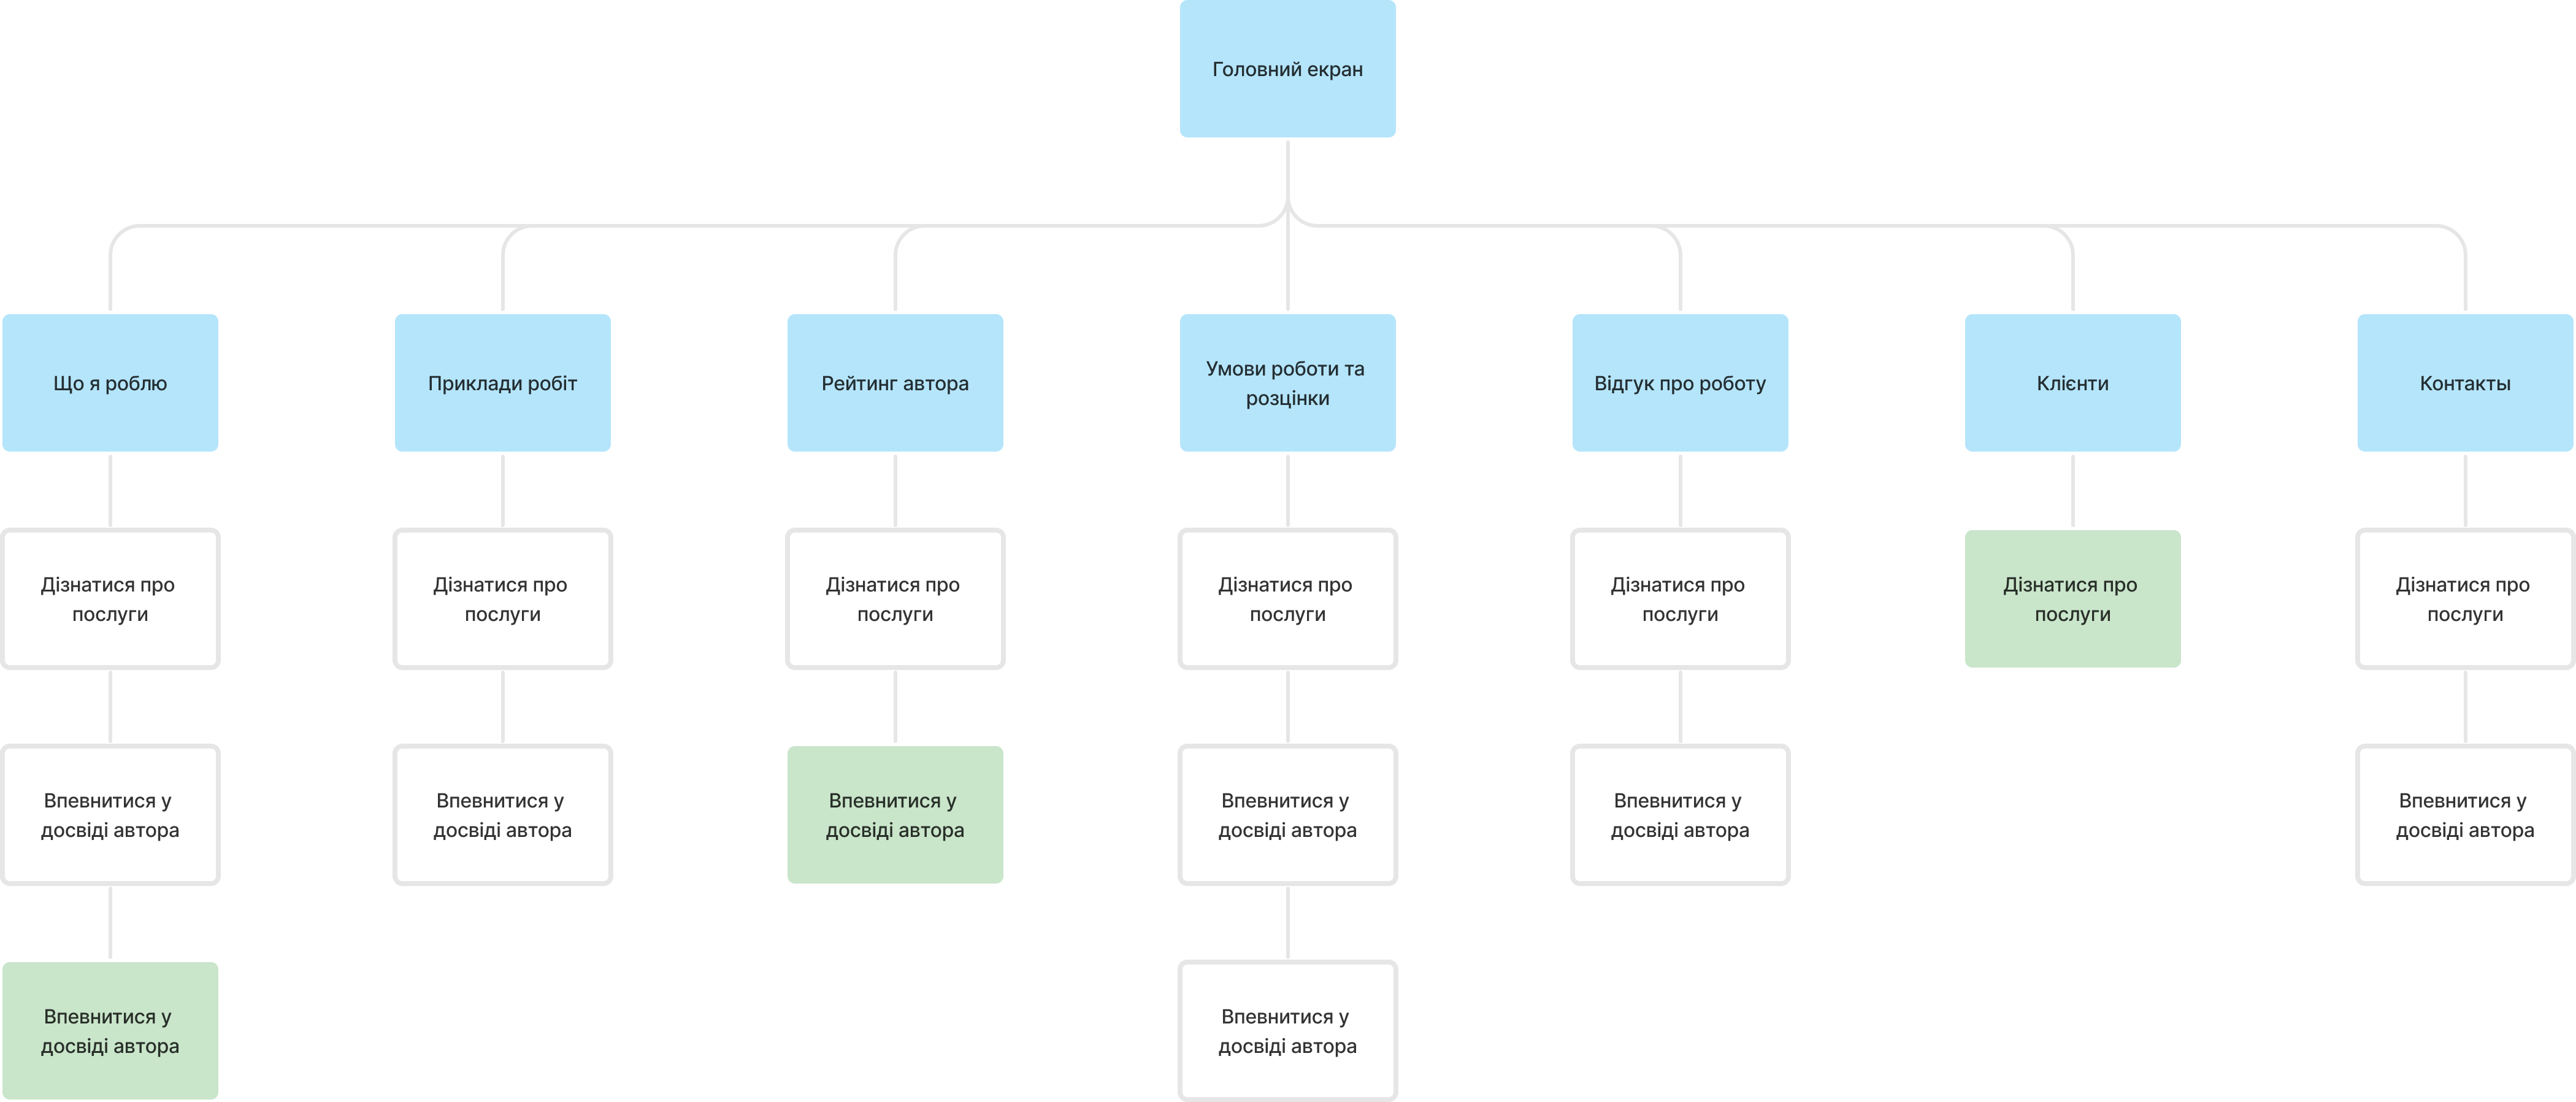 Головний екран
Що я роблю
Приклади робіт
Рейтинг автора
Умови роботи та
розцінки
Відгук про роботу
Клієнти
Контакты
Дізнатися про
послуги
Дізнатися про
послуги
Дізнатися про
послуги
Дізнатися про
послуги
Дізнатися про
послуги
Дізнатися про
послуги
Дізнатися про
послуги
Впевнитися у
досвіді автора
Впевнитися у
досвіді автора
Впевнитися у
досвіді автора
Впевнитися у
досвіді автора
Впевнитися у
досвіді автора
Впевнитися у
досвіді автора
Впевнитися у
досвіді автора
Впевнитися у
досвіді автора